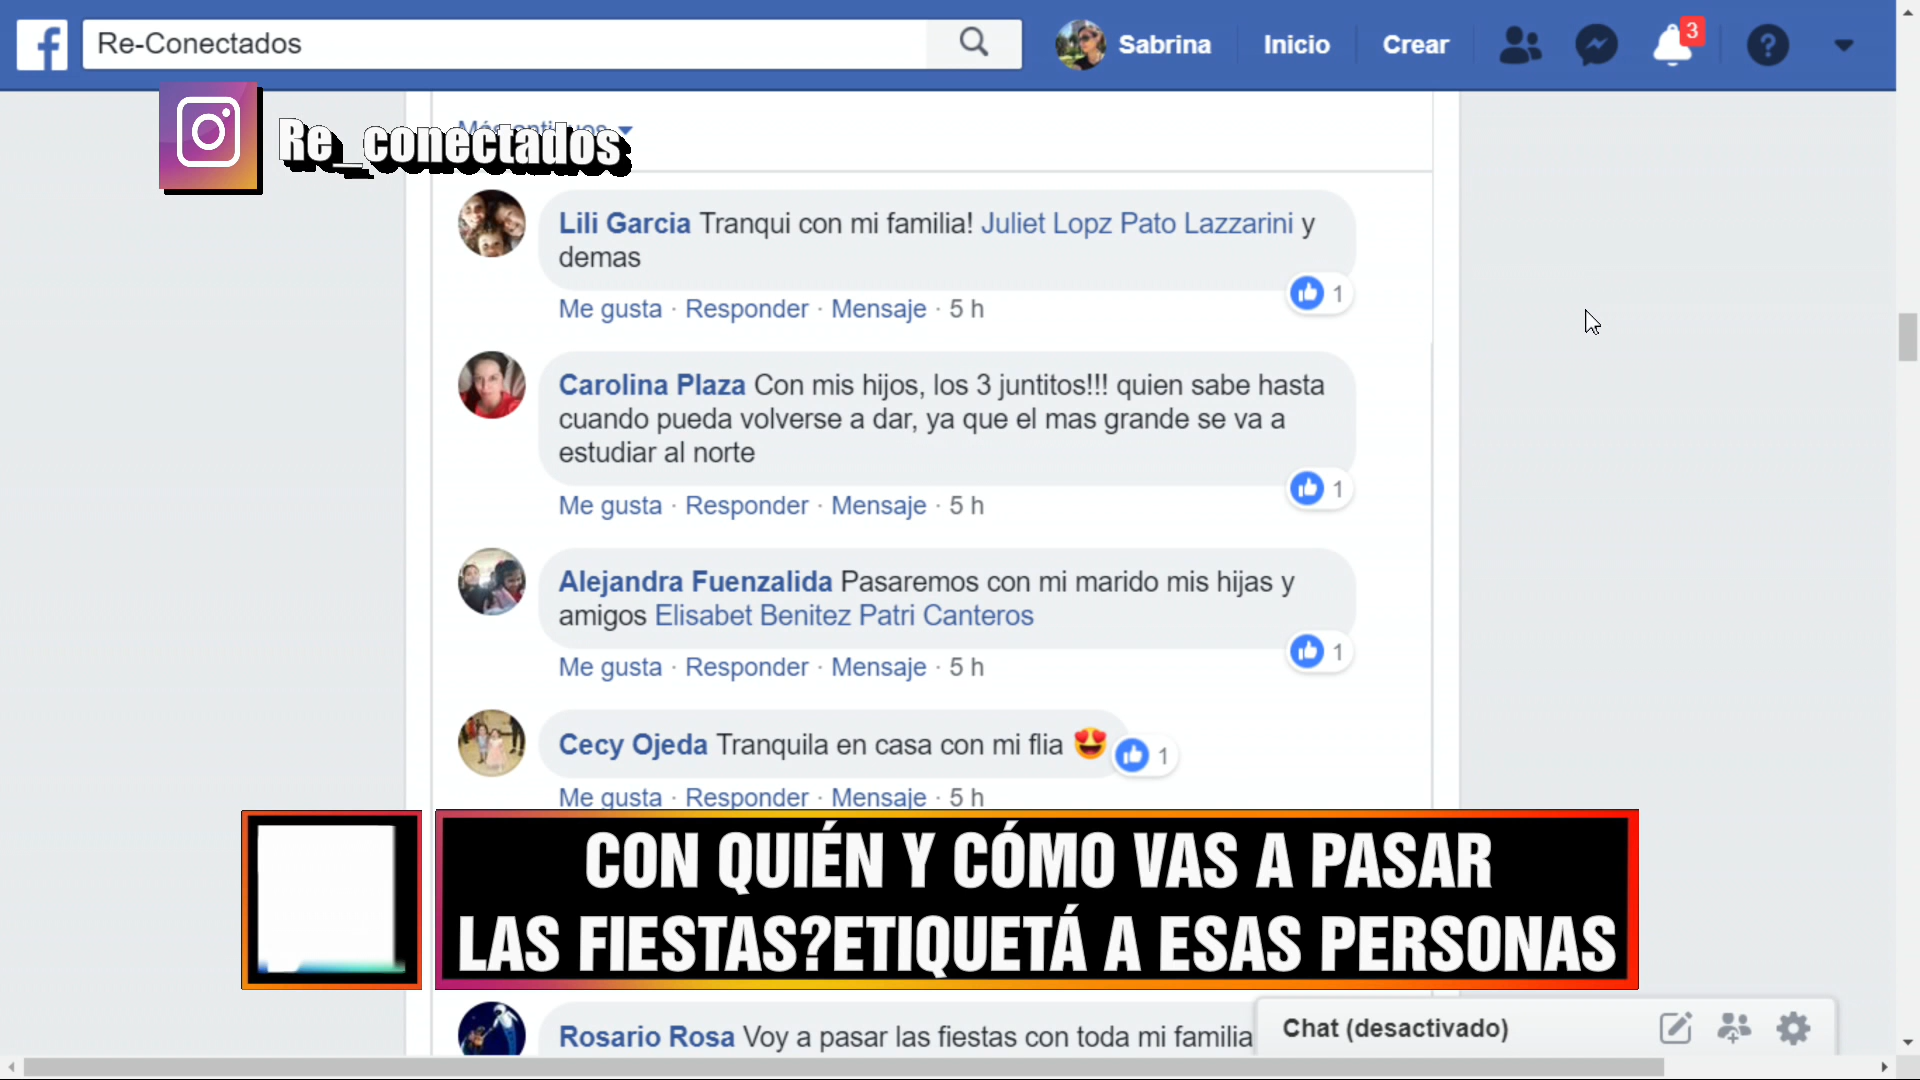 Re-Conectados
Sabrina
Inicio
Crear
3
Re_conectados
Lili Garcia Tranqui con mi familia! Juliet Lopz Pato Lazzarini y
demas
1
Me gusta · Responder · Mensaje · 5 h
Carolina Plaza Con mis hijos, los 3 juntitos!!! quien sabe hasta
cuando pueda volverse a dar, ya que el mas grande se va a
estudiar al norte
1
Me gusta · Responder · Mensaje · 5 h
Alejandra Fuenzalida Pasaremos con mi marido mis hijas y
amigos Elisabet Benitez Patri Canteros
1
Me gusta · Responder · Mensaje · 5 h
Cecy Ojeda Tranquila en casa con mi flia 😍
1
Me gusta · Responder · Mensaje · 5 h
CON QUIÉN Y CÓMO VAS A PASAR
LAS FIESTAS?ETIQUETÁ A ESAS PERSONAS
Rosario Rosa Voy a pasar las fiestas con toda mi familia
Chat (desactivado)